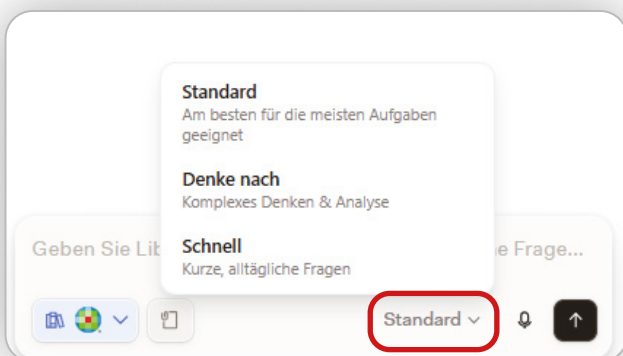 Standard
Am besten für die meisten Aufgaben
geeignet
Denke nach
Komplexes Denken & Analyse
Schnell
Kurze, alltägliche Fragen
Geben Sie Frage...
Standard